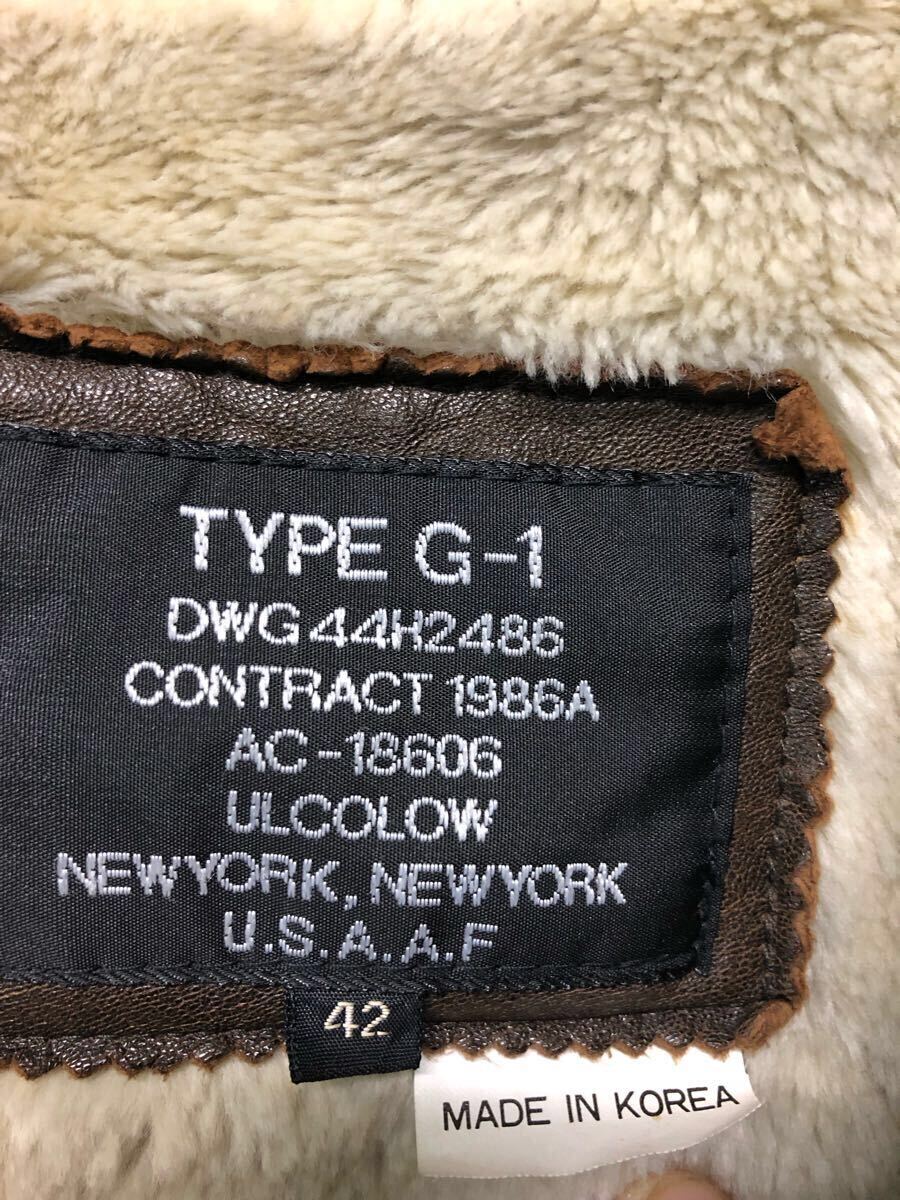 TYPE G-1
DWG 44H2486
CONTRACT 1986A
AC-18606
ULCOLOW
NEWYORK, NEWYORK
U.S.A.A.F
42
MADE IN KOREA